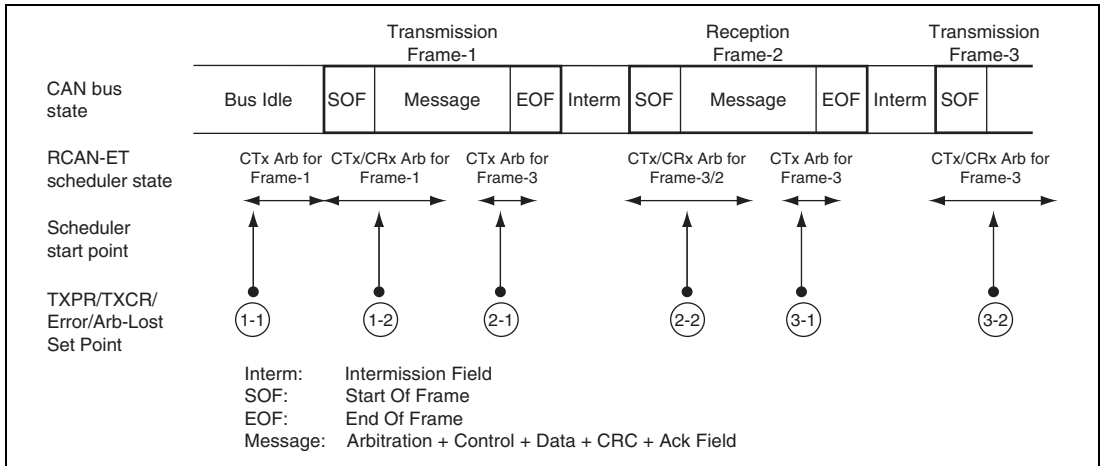 Transmission
Frame-1
Reception
Frame-2
Transmission
Frame-3
CAN bus
state
Bus Idle SOF Message EOF Interm SOF Message EOF Interm SOF
RCAN-ET
scheduler state
CTx Arb for
Frame-1
CTx/CRx Arb for
Frame-1
CTx Arb for
Frame-3
CTx/CRx Arb for
Frame-3/2
CTx Arb for
Frame-3
CTx/CRx Arb for
Frame-3
Scheduler
start point
TXPR/TXCR/
Error/Arb-Lost
Set Point
1-1 1-2 2-1 2-2 3-1 3-2
Interm: Intermission Field
SOF: Start Of Frame
EOF: End Of Frame
Message: Arbitration + Control + Data + CRC + Ack Field